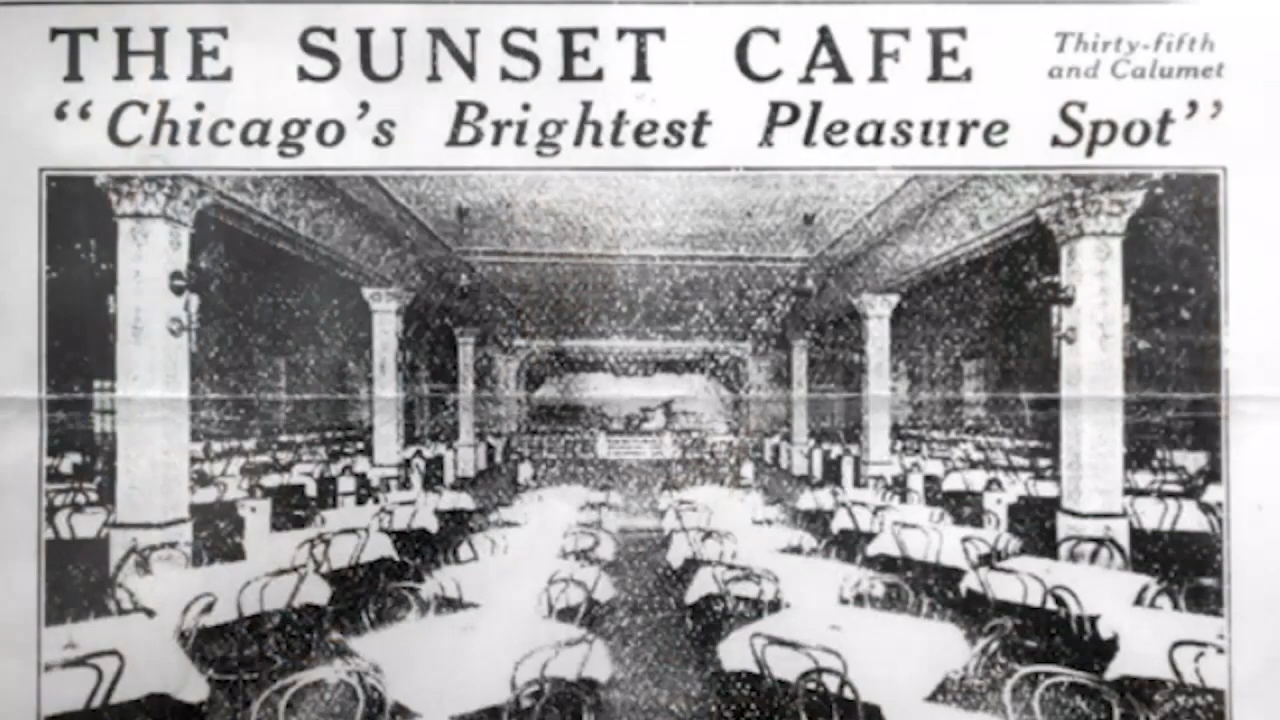 THE SUNSET CAFE
Thirty-fifth
and Calumet
“Chicago’s Brightest Pleasure Spot”